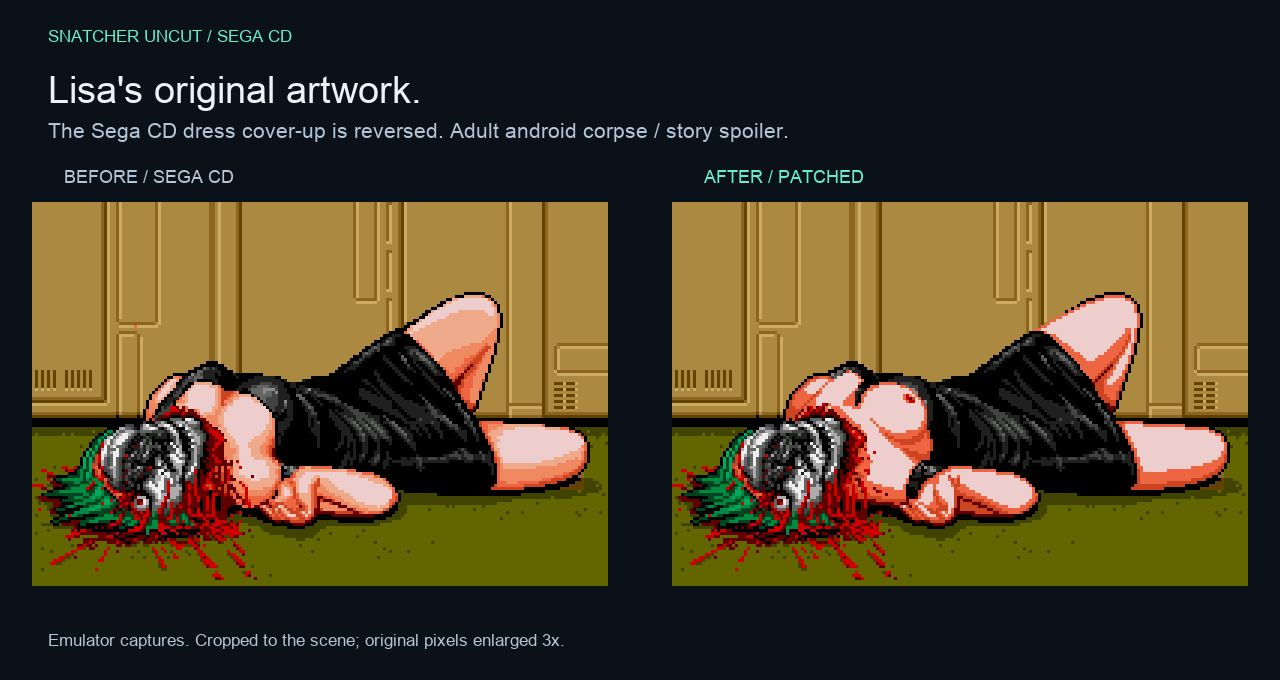 SNATCHER UNCUT / SEGA CD
Lisa's original artwork.
The Sega CD dress cover-up is reversed. Adult android corpse / story spoiler.
BEFORE / SEGA CD
AFTER / PATCHED
Emulator captures. Cropped to the scene; original pixels enlarged 3x.